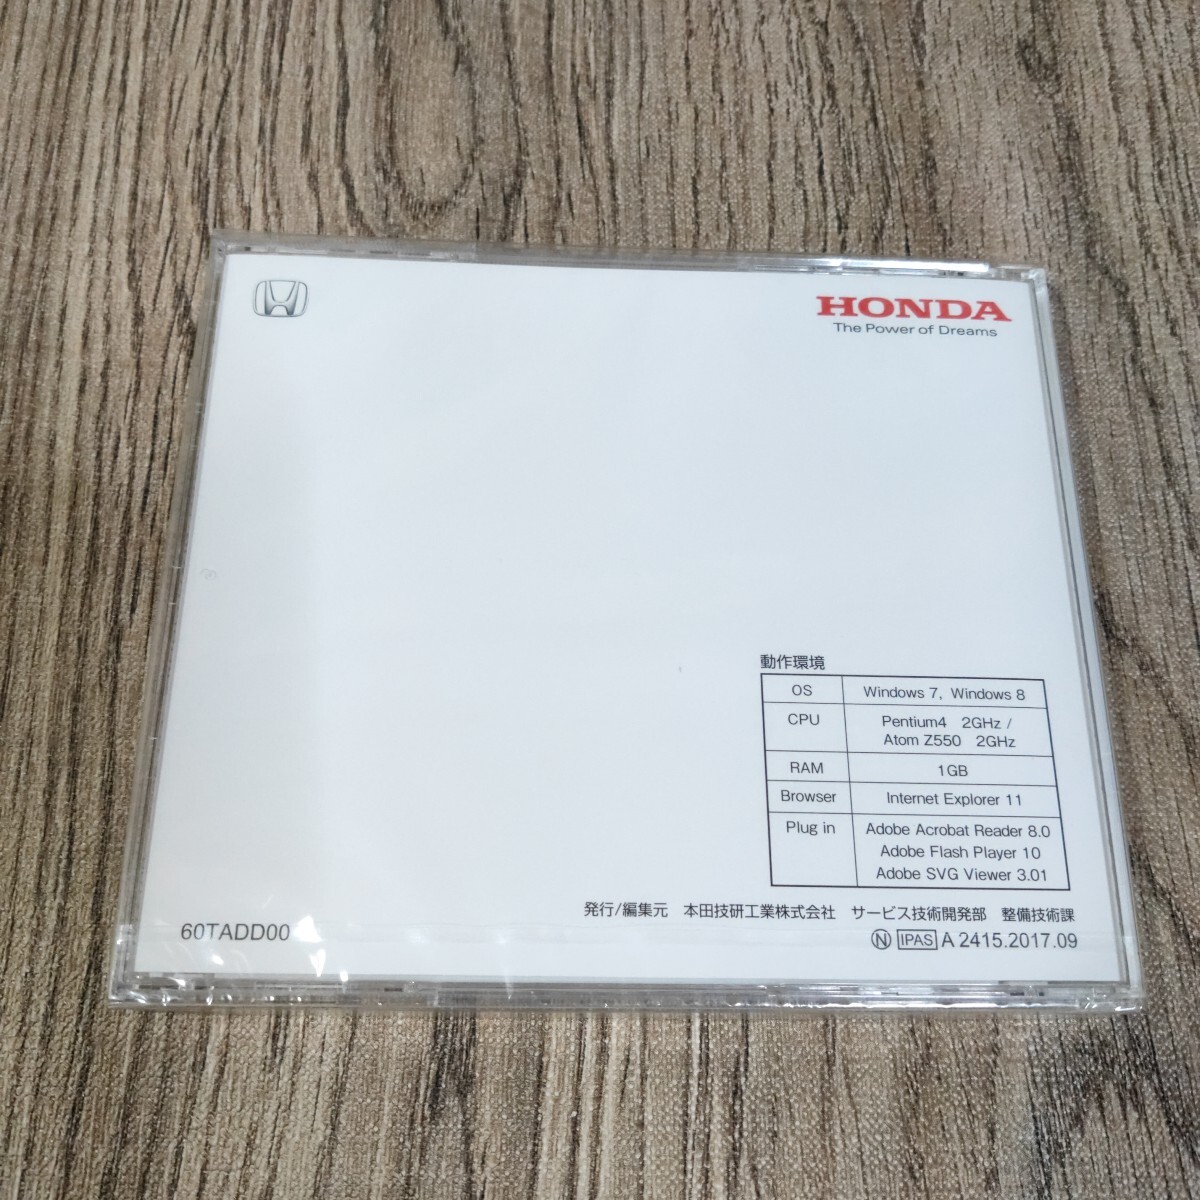 HONDA
The Power of Dreams
動作環境
OS Windows 7, Windows 8
CPU Pentium4 2GHz /
Atom Z550 2GHz
RAM 1GB
Browser Internet Explorer 11
Plug in Adobe Acrobat Reader 8.0
Adobe Flash Player 10
Adobe SVG Viewer 3.01
発行/編集元 本田技研工業株式会社 サービス技術開発部 整備技術課
60TADD00
Ⓝ IPAS A 2415.2017.09